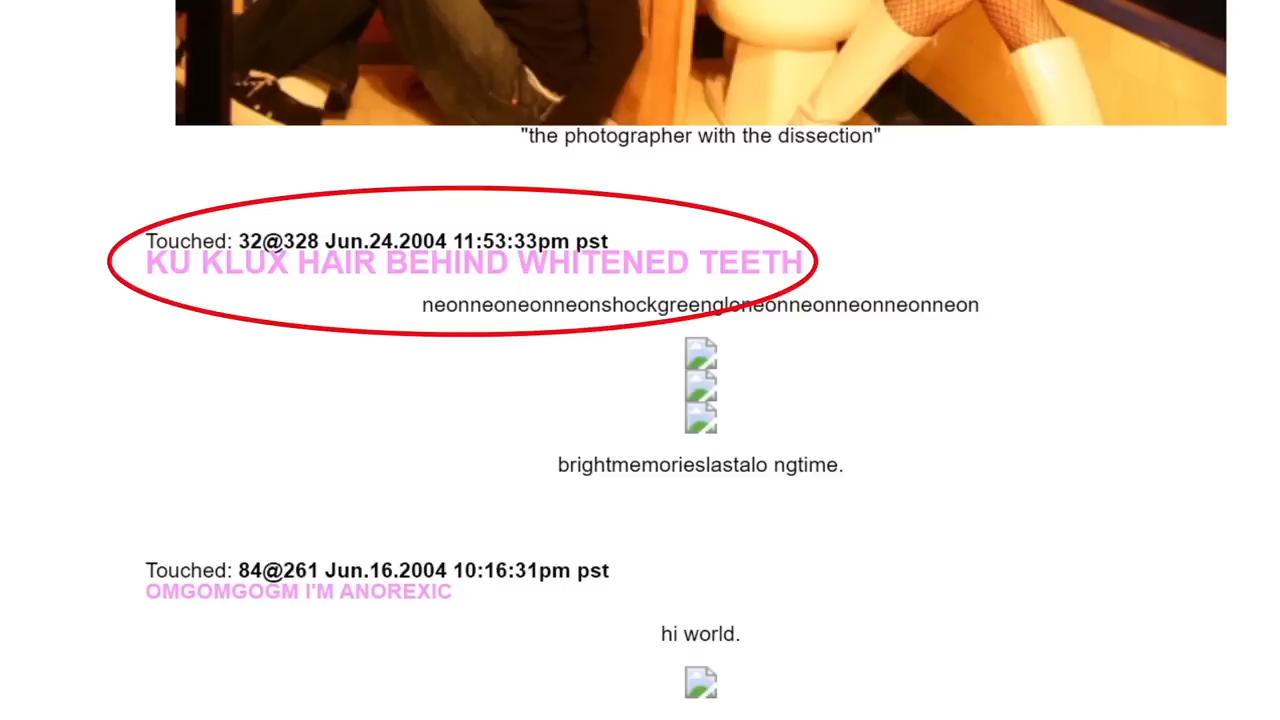 "the photographer with the dissection"
Touched: 32@328 Jun.24.2004 11:53:33pm pst
KU KLUX HAIR BEHIND WHITENED TEETH
neonneoneonneonshockgreengloneonneonneonneonneon
brightmemorieslastalo ngtime.
Touched: 84@261 Jun.16.2004 10:16:31pm pst
OMGOMGOGM I'M ANOREXIC
hi world.